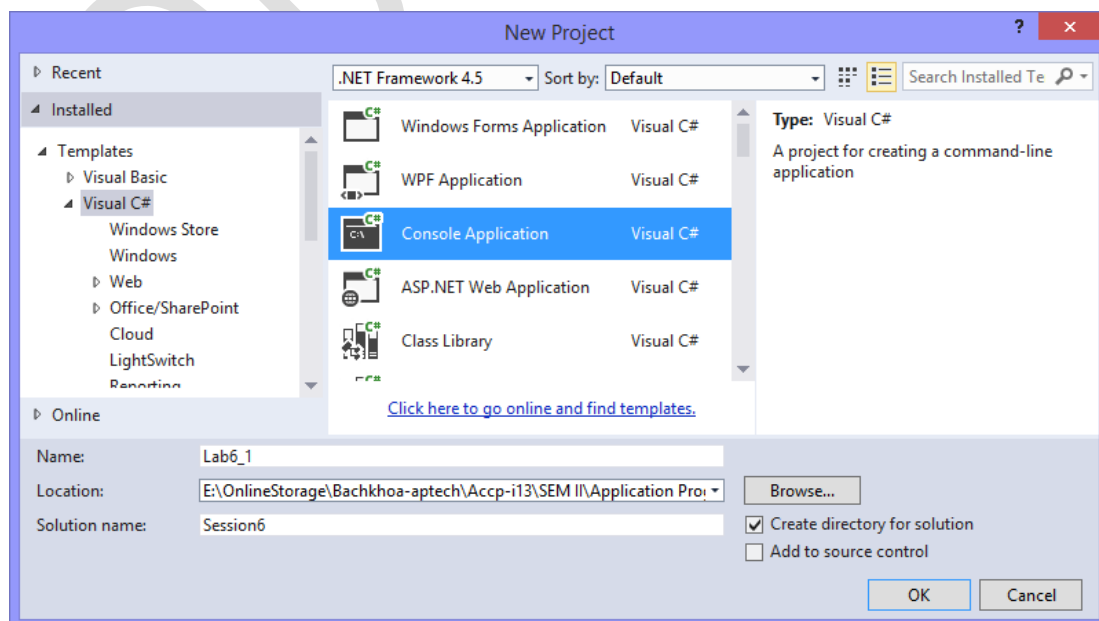 New Project
?
Recent
Installed
Templates
Visual Basic
Visual C#
Windows Store
Windows
Web
Office/SharePoint
Cloud
LightSwitch
Reporting
Online
.NET Framework 4.5
Sort by: Default
Search Installed Te
C# Windows Forms Application Visual C#
C# WPF Application Visual C#
C# C:\ Console Application Visual C#
C# ASP.NET Web Application Visual C#
C# Class Library Visual C#
C#
Click here to go online and find templates.
Type: Visual C#
A project for creating a command-line
application
Name: Lab6_1
Location: E:\OnlineStorage\Bachkhoa-aptech\Accp-i13\SEM II\Application Browse...
Solution name: Session6
Create directory for solution
Add to source control
OK Cancel